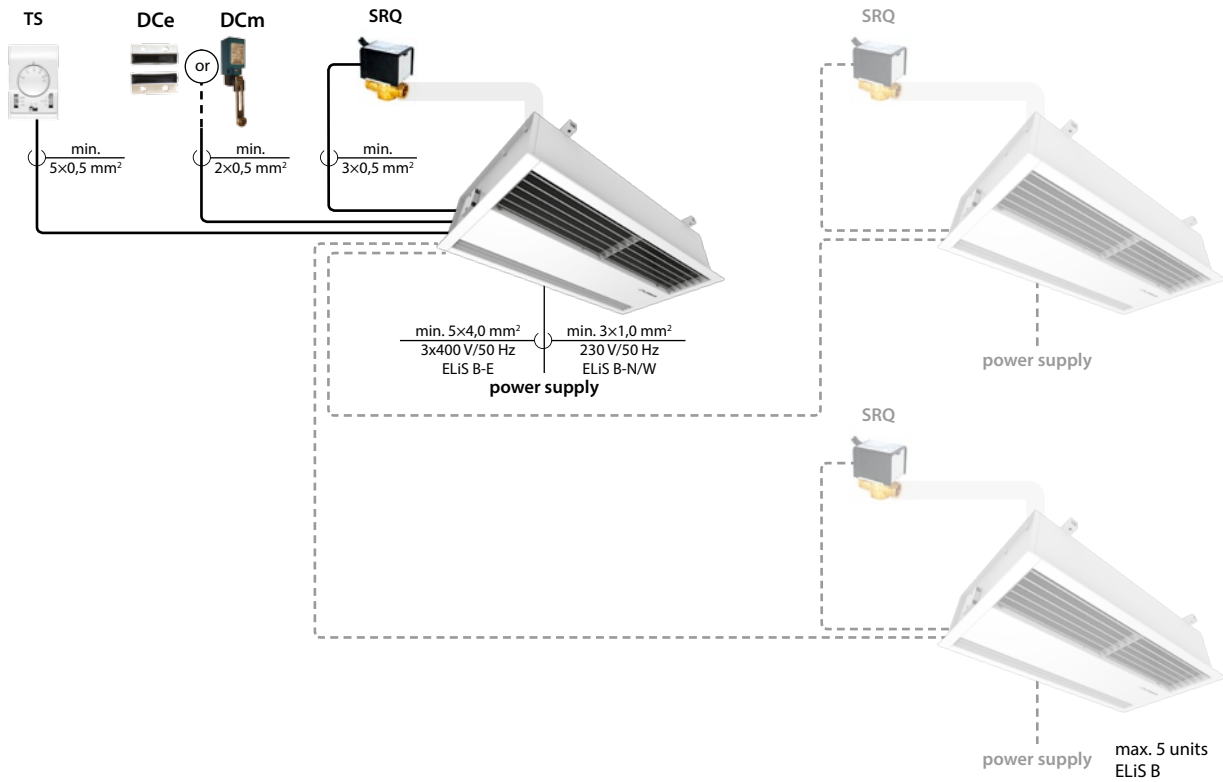 TS
DCe
or
DCm
SRQ
SRQ
min.
5×0,5 mm²
min.
2×0,5 mm²
min.
3×0,5 mm²
min. 5×4,0 mm²
3x400 V/50 Hz
ELiS B-E
min. 3×1,0 mm²
230 V/50 Hz
ELiS B-N/W
power supply
power supply
SRQ
power supply
max. 5 units
ELiS B